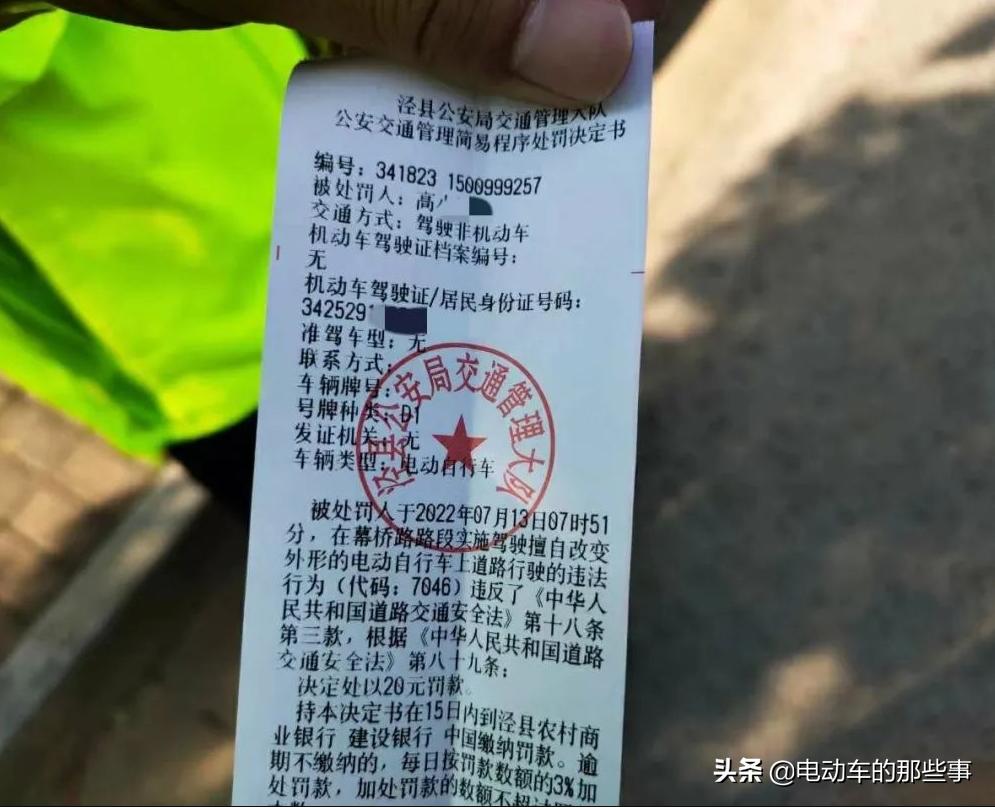 泾县公安局交通管理大队
公安交通管理简易程序处罚决定书
编号：341823 1500999257
被处罚人：高
交通方式：驾驶非机动车
机动车驾驶证档案编号：
无
机动车驾驶证/居民身份证号码：
3425291
准驾车型：无
联系方式：
车辆牌号：
号牌种类：D1
发证机关：无
车辆类型：电动自行车
泾县公安局交通管理大队
被处罚人于2022年07月13日07时51
分，在幕桥路路段实施驾驶擅自改变
外形的电动自行车上道路行驶的违法
行为（代码：7046）违反了《中华人
民共和国道路交通安全法》第十八条
第三款，根据《中华人民共和国道路
交通安全法》第八十九条：
决定处以20元罚款。
持本决定书在15日内到泾县农村商
业银行 建设银行 中国缴纳罚款。逾
期不缴纳的，每日按罚款数额的3%加
处罚款，加处罚款的数额不超过
头条 @电动车的那些事